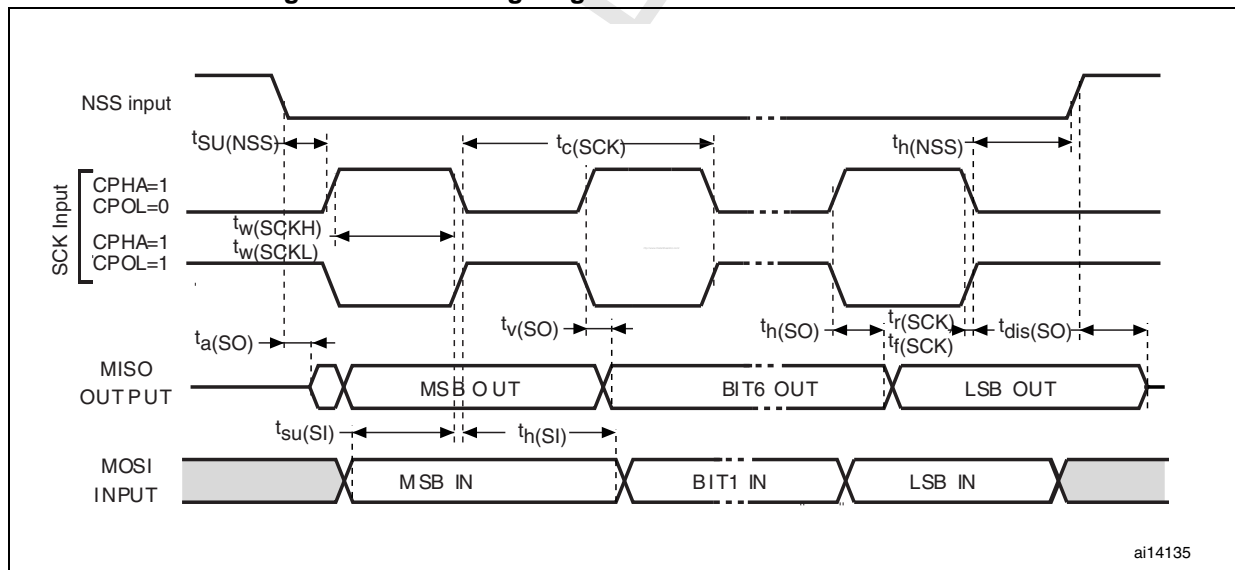 NSS input
tSU(NSS)
tc(SCK)
th(NSS)
SCK Input
CPHA=1
CPOL=0
tw(SCKH)
tw(SCKL)
CPHA=1
CPOL=1
ta(SO)
tv(SO)
th(SO)
tr(SCK)
tf(SCK)
tdis(SO)
MISO
OUTPUT
MSB OUT
BIT6 OUT
LSB OUT
tsu(SI)
th(SI)
MOSI
INPUT
MSB IN
BIT1 IN
LSB IN
ai14135